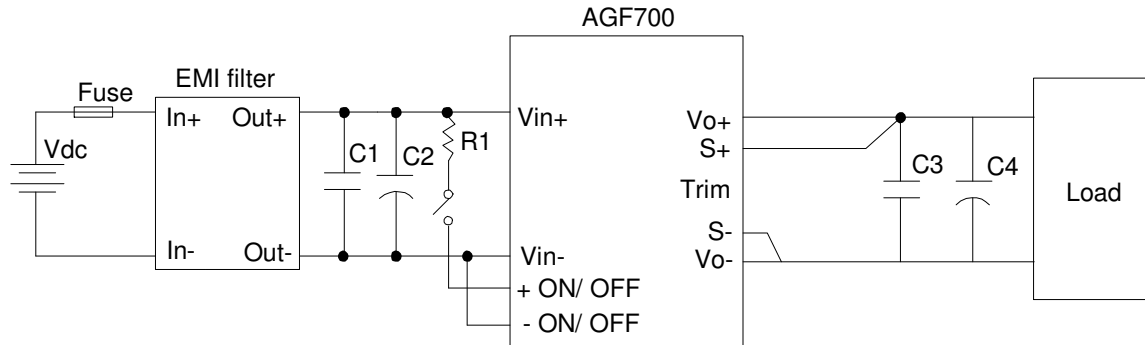 AGF700
EMI filter
Fuse
In+
Out+
Vin+
Vo+
Vdc
C1
C2
R1
S+
C3
C4
Trim
Load
S-
In-
Out-
Vin-
Vo-
+ ON/ OFF
- ON/ OFF